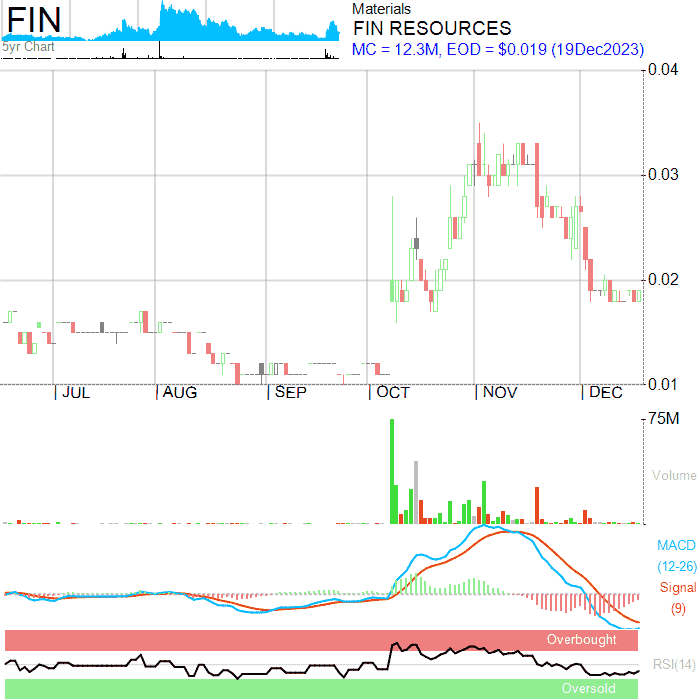 FIN
5yr Chart
Materials
FIN RESOURCES
MC = 12.3M, EOD = $0.019 (19Dec2023)
0.04
0.03
0.02
0.01
JUL
AUG
SEP
OCT
NOV
DEC
75M
Volume
MACD
(12-26)
Signal
(9)
Overbought
RSI(14)
Oversold